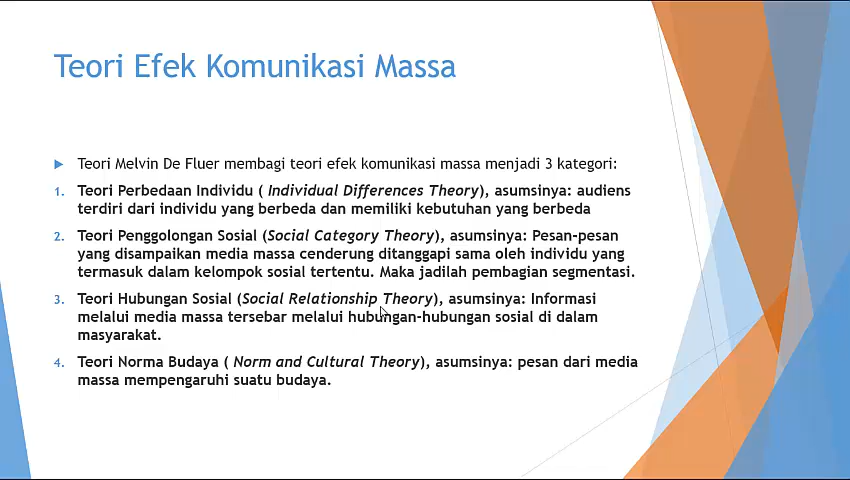 Teori Efek Komunikasi Massa
Teori Melvin De Fluer membagi teori efek komunikasi massa menjadi 3 kategori:
1. Teori Perbedaan Individu ( Individual Differences Theory), asumsinya: audiens
terdiri dari individu yang berbeda dan memiliki kebutuhan yang berbeda
2. Teori Penggolongan Sosial (Social Category Theory), asumsinya: Pesan-pesan
yang disampaikan media massa cenderung ditanggapi sama oleh individu yang
termasuk dalam kelompok sosial tertentu. Maka jadilah pembagian segmentasi.
3. Teori Hubungan Sosial (Social Relationship Theory), asumsinya: Informasi
melalui media massa tersebar melalui hubungan-hubungan sosial di dalam
masyarakat.
4. Teori Norma Budaya ( Norm and Cultural Theory), asumsinya: pesan dari media
massa mempengaruhi suatu budaya.